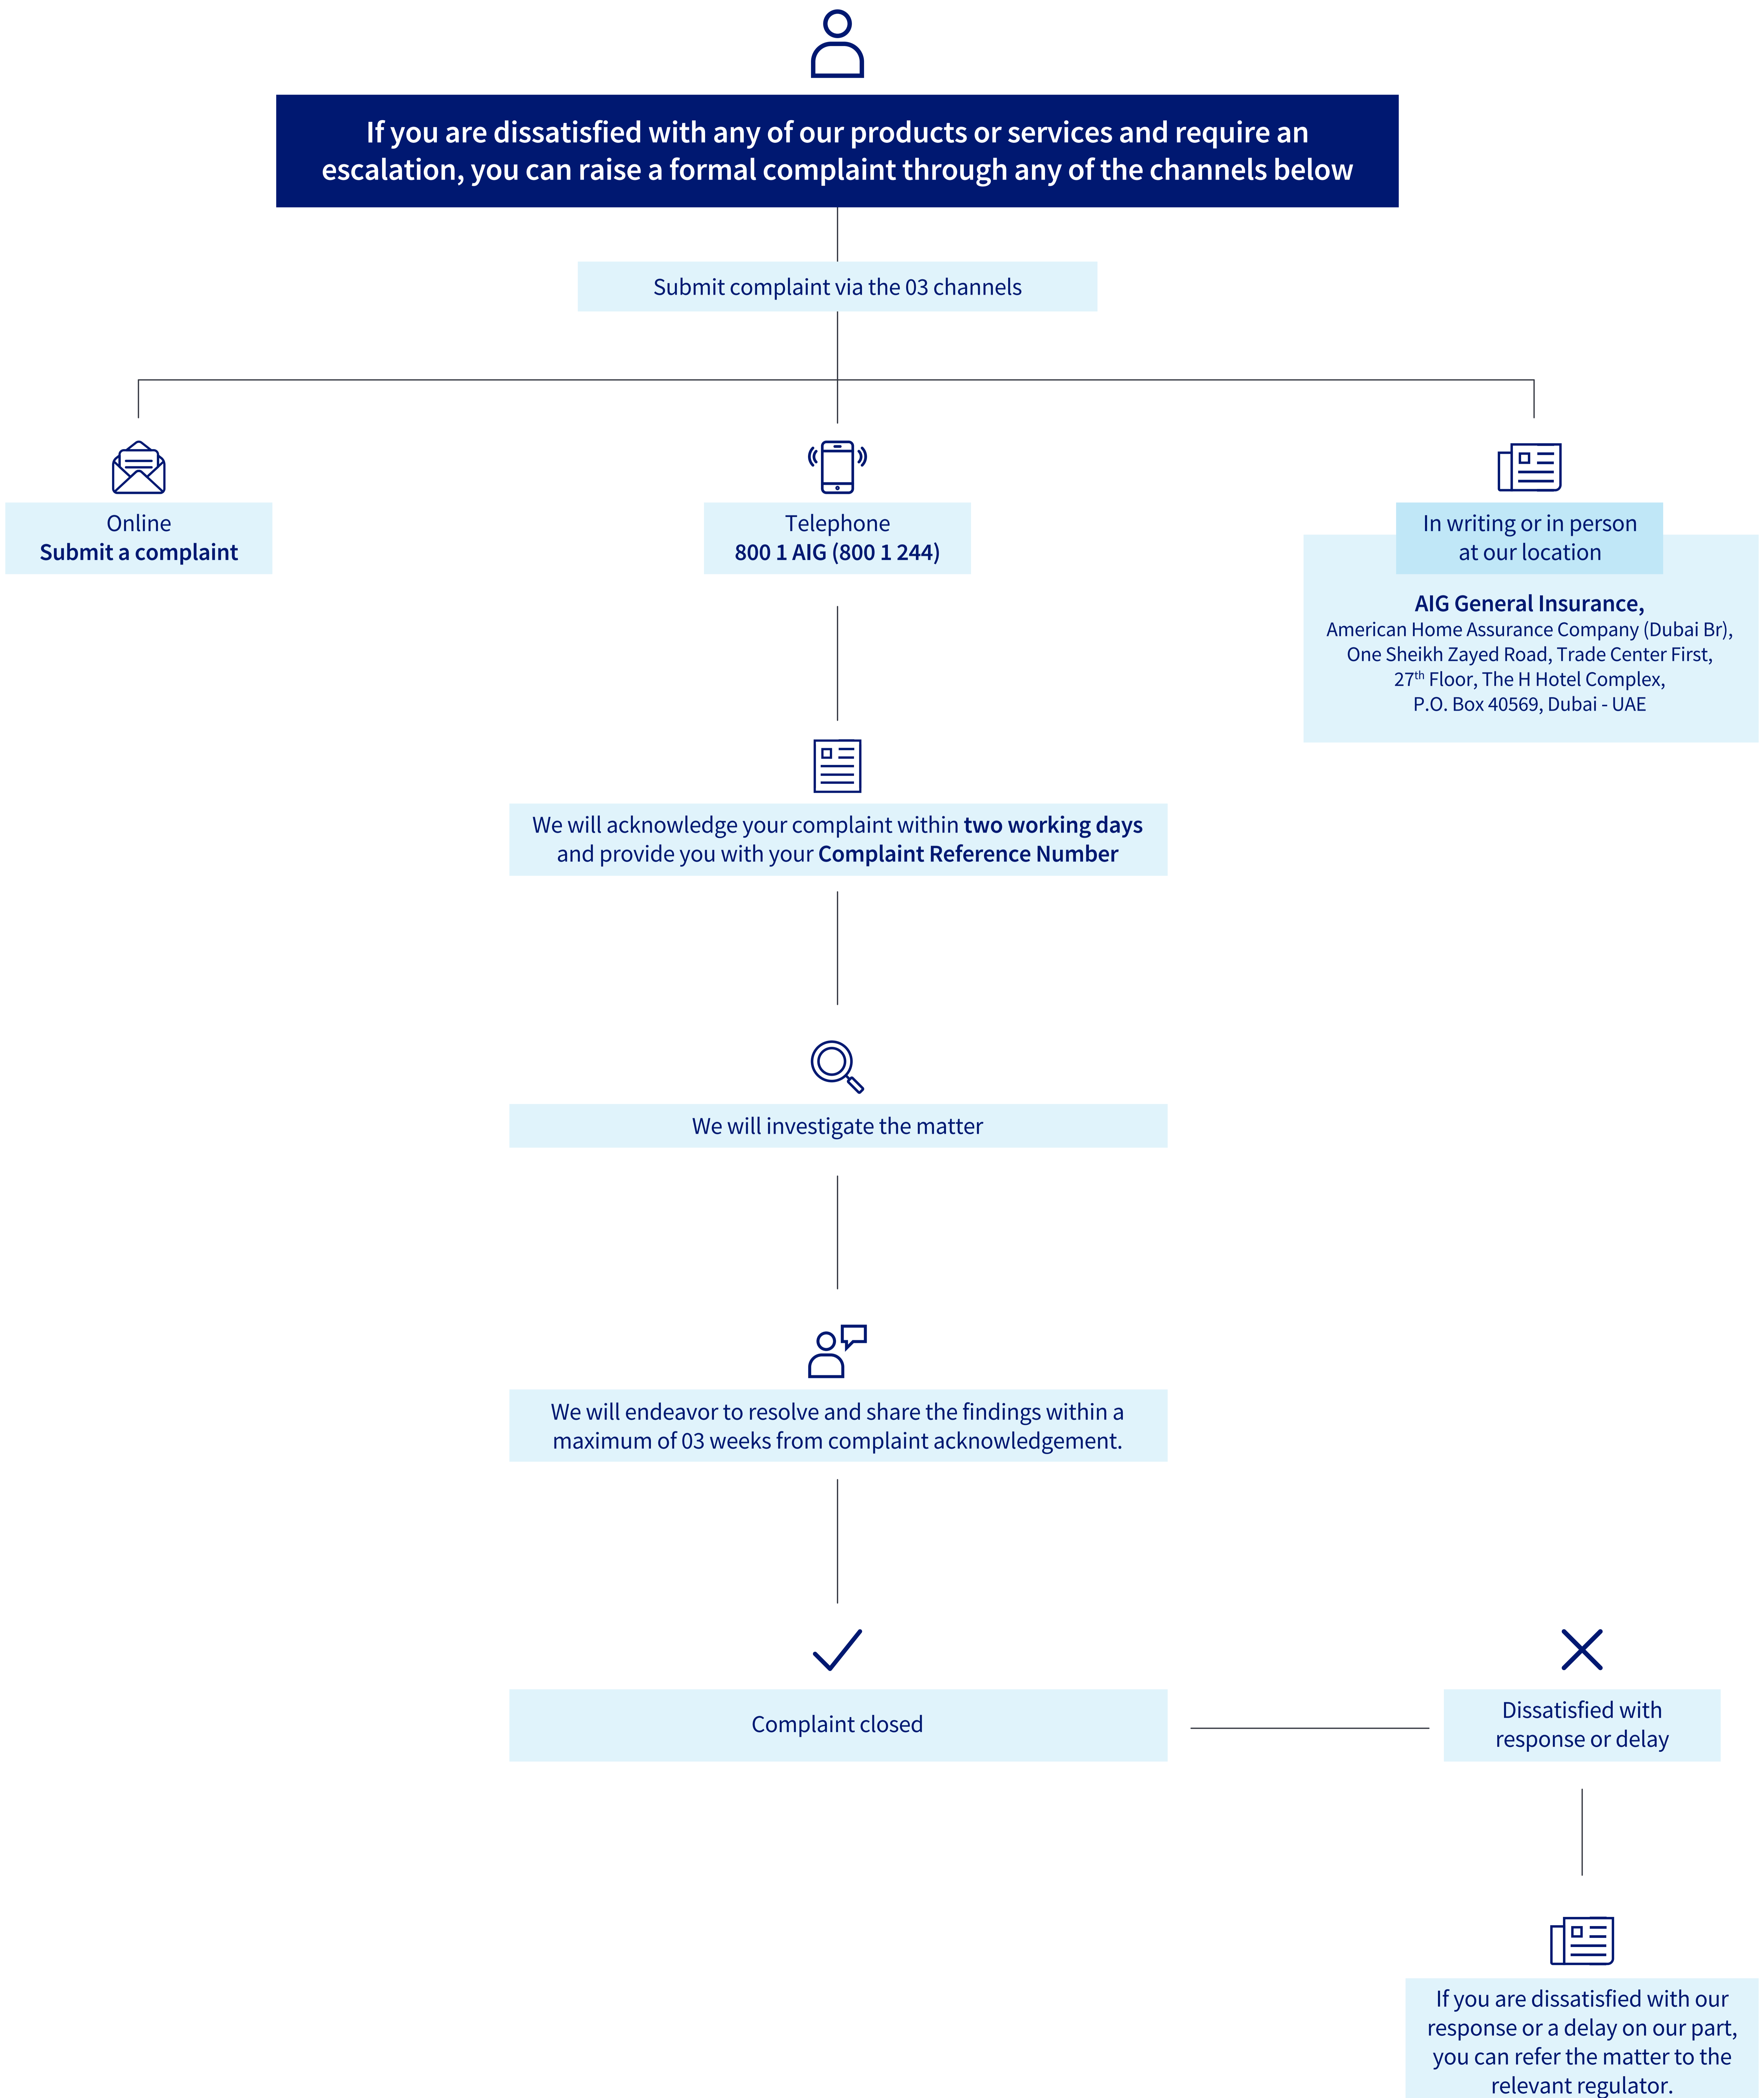 If you are dissatisfied with any of our products or services and require an
escalation, you can raise a formal complaint through any of the channels below
Submit complaint via the 03 channels
Online
Submit a complaint
Telephone
800 1 AIG (800 1 244)
In writing or in person
at our location
AIG General Insurance,
American Home Assurance Company (Dubai Br),
One Sheikh Zayed Road, Trade Center First,
27th Floor, The H Hotel Complex,
P.O. Box 40569, Dubai - UAE
We will acknowledge your complaint within two working days
and provide you with your Complaint Reference Number
We will investigate the matter
We will endeavor to resolve and share the findings within a
maximum of 03 weeks from complaint acknowledgement.
Complaint closed
Dissatisfied with
response or delay
If you are dissatisfied with our
response or a delay on our part,
you can refer the matter to the
relevant regulator.